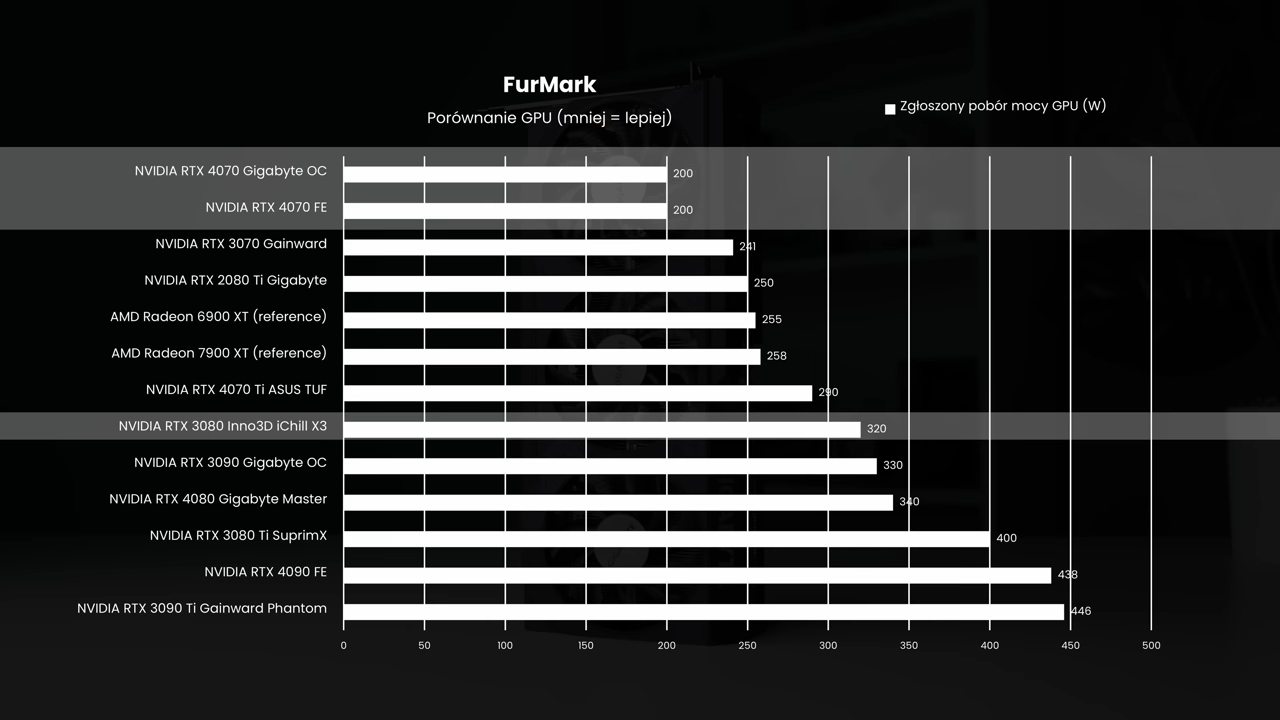 FurMark
Porównanie GPU (mniej = lepiej)
Zgłoszony pobór mocy GPU (W)
NVIDIA RTX 4070 Gigabyte OC 200
NVIDIA RTX 4070 FE 200
NVIDIA RTX 3070 Gainward 241
NVIDIA RTX 2080 Ti Gigabyte 250
AMD Radeon 6900 XT (reference) 255
AMD Radeon 7900 XT (reference) 258
NVIDIA RTX 4070 Ti ASUS TUF 290
NVIDIA RTX 3080 Inno3D iChill X3 320
NVIDIA RTX 3090 Gigabyte OC 330
NVIDIA RTX 4080 Gigabyte Master 340
NVIDIA RTX 3080 Ti SuprimX 400
NVIDIA RTX 4090 FE 438
NVIDIA RTX 3090 Ti Gainward Phantom 446
0 50 100 150 200 250 300 350 400 450 500